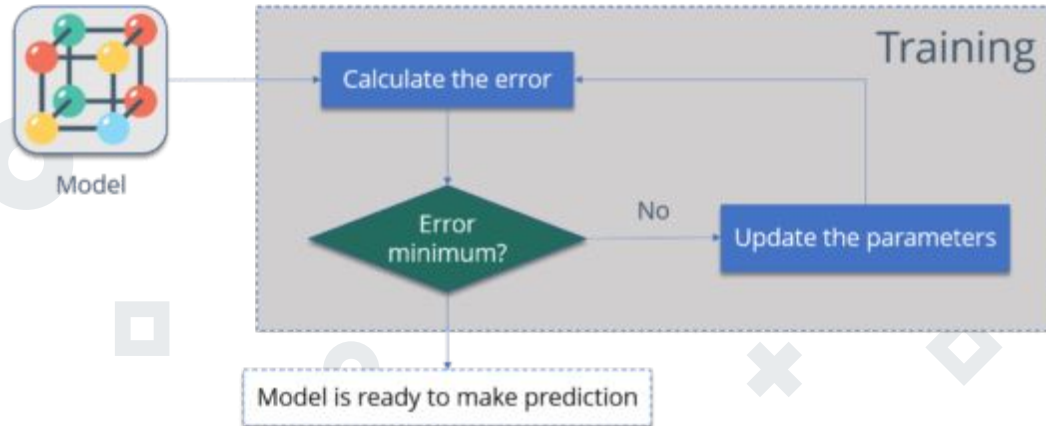 Training
Calculate the error
Model
Error
minimum?
No
Update the parameters
Model is ready to make prediction